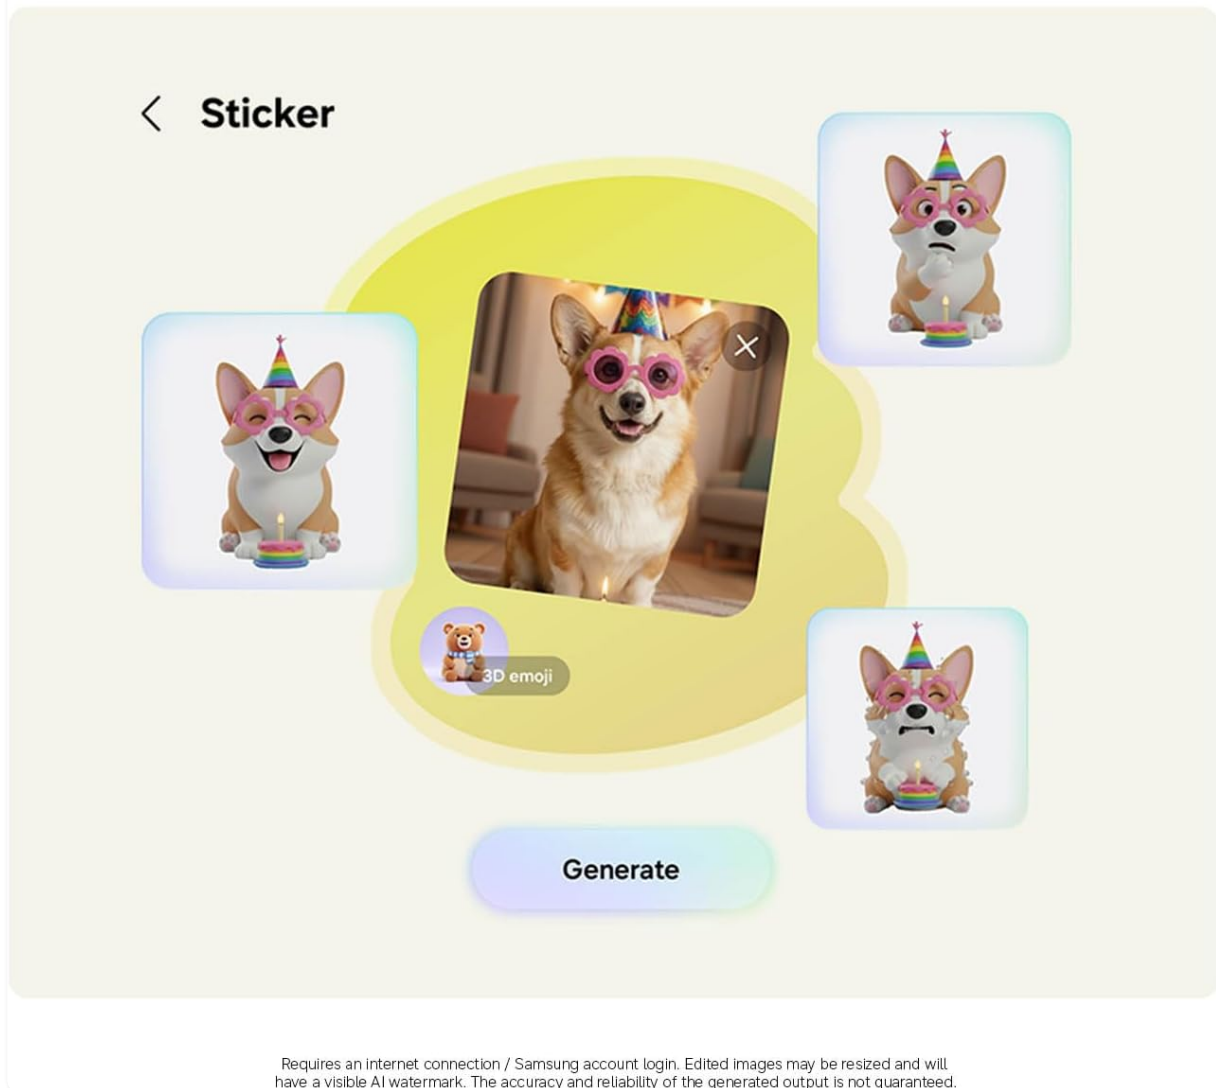 Sticker
3D emoji
Generate
Requires an internet connection / Samsung account login. Edited images may be resized and will
have a visible AI watermark. The accuracy and reliability of the generated output is not guaranteed.